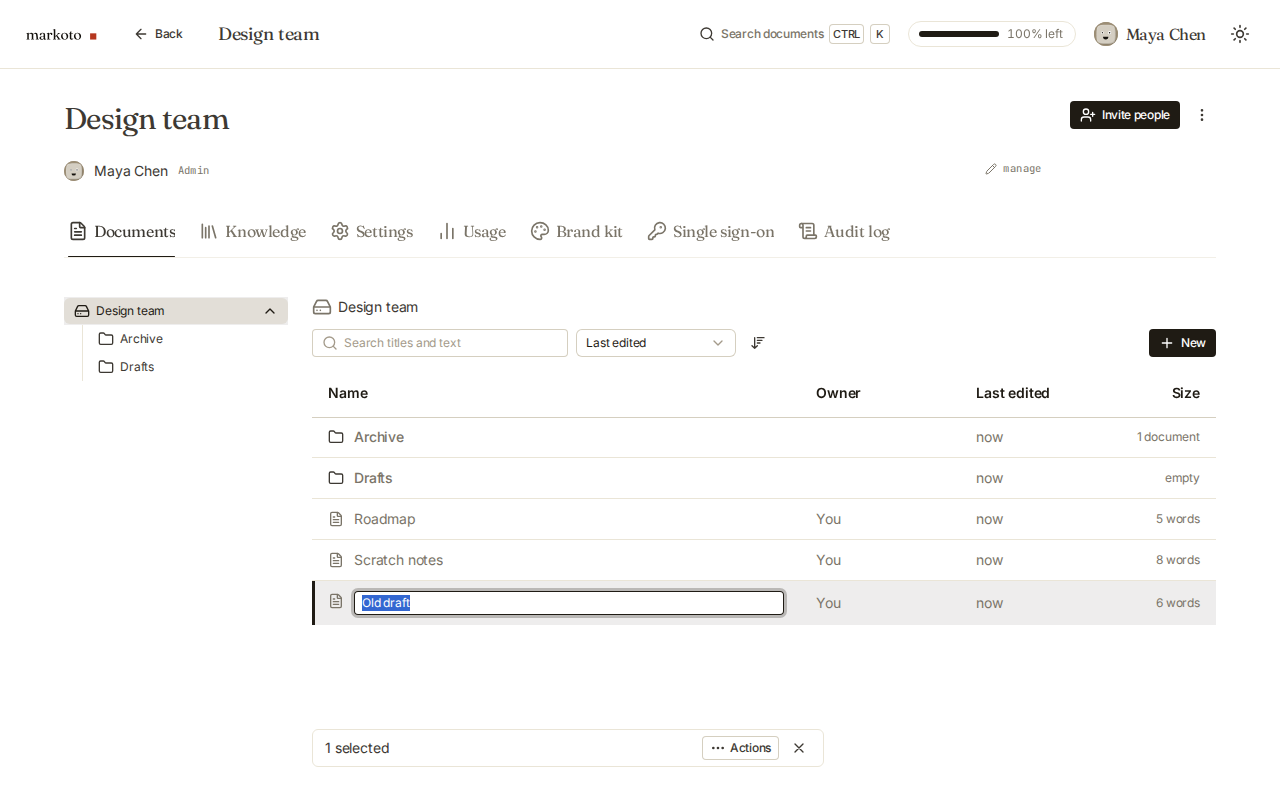 markoto
Back
Design team
Search documents CTRL K
100% left
Maya Chen
Design team
Invite people
Maya Chen Admin
manage
Documents Knowledge Settings Usage Brand kit Single sign-on Audit log
Design team
Archive
Drafts
Design team
Search titles and text
Last edited
New
Name Owner Last edited Size
Archive now 1 document
Drafts now empty
Roadmap You now 5 words
Scratch notes You now 8 words
Old draft You now 6 words
1 selected
Actions